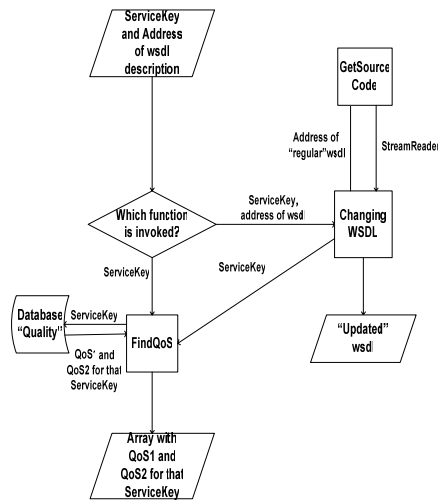 ServiceKey
and Address
of wsdl
description
GetSource
Code
Address of
“regular”wsdl
StreamReader
Which function
is invoked?
ServiceKey,
address of wsdl
Changing
WSDL
ServiceKey
ServiceKey
Database
“Quality”
ServiceKey
FindQoS
“Updated”
wsdl
QoS1 and
QoS2 for that
ServiceKey
Array with
QoS1 and
QoS2 for that
ServiceKey